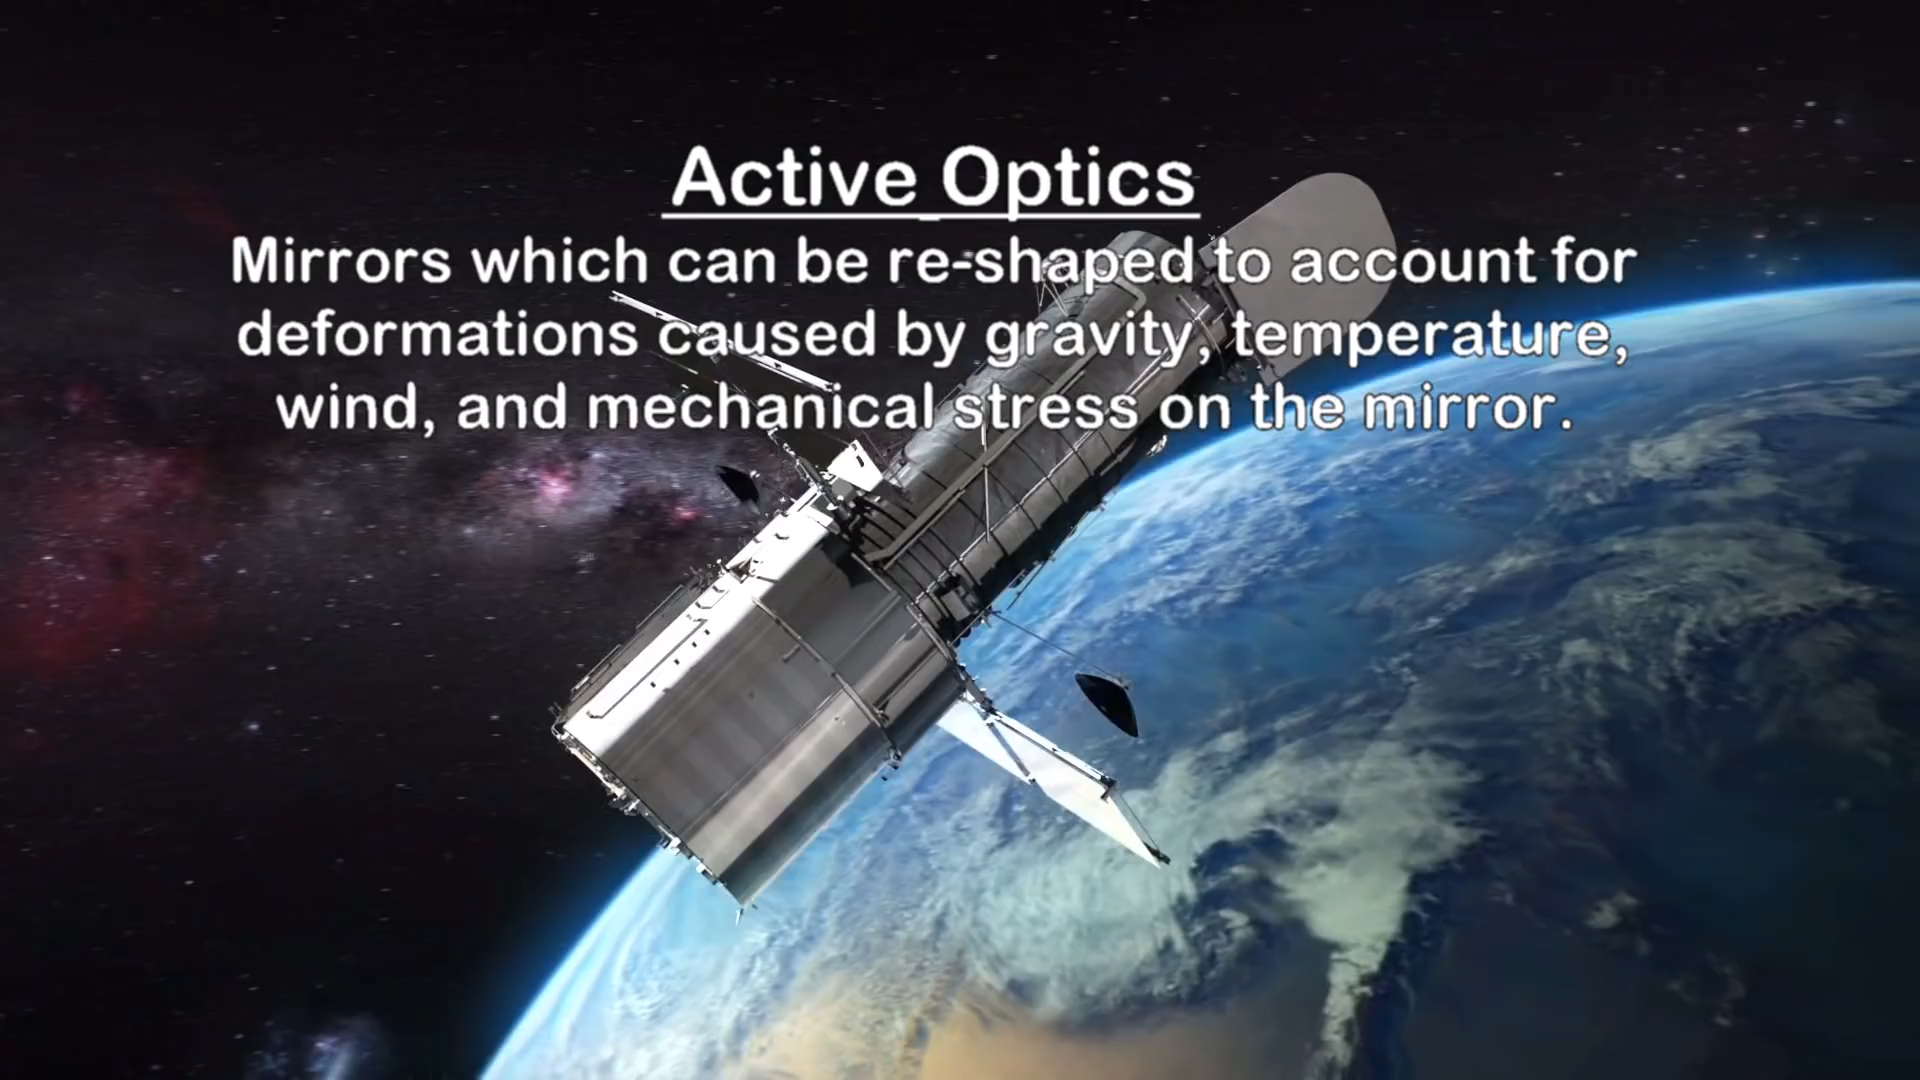 Active Optics
Mirrors which can be re-shaped to account for
deformations caused by gravity, temperature,
wind, and mechanical stress on the mirror.